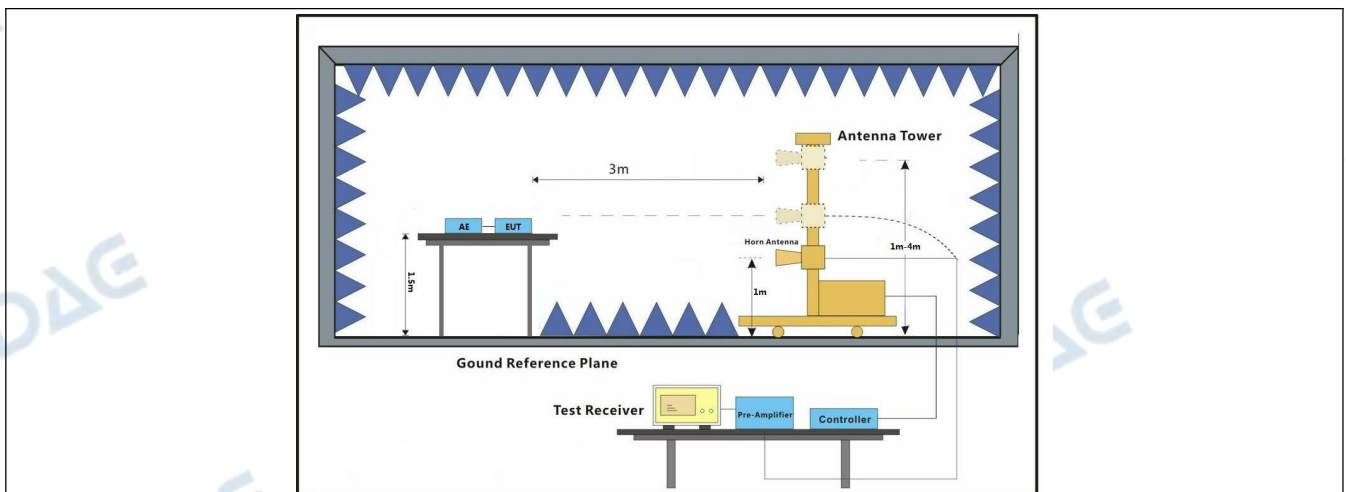 Antenna Tower
3m
AE
EUT
Horn Antenna
1m-4m
1.5m
1m
Gound Reference Plane
Test Receiver
Pre-Amplifier
Controller